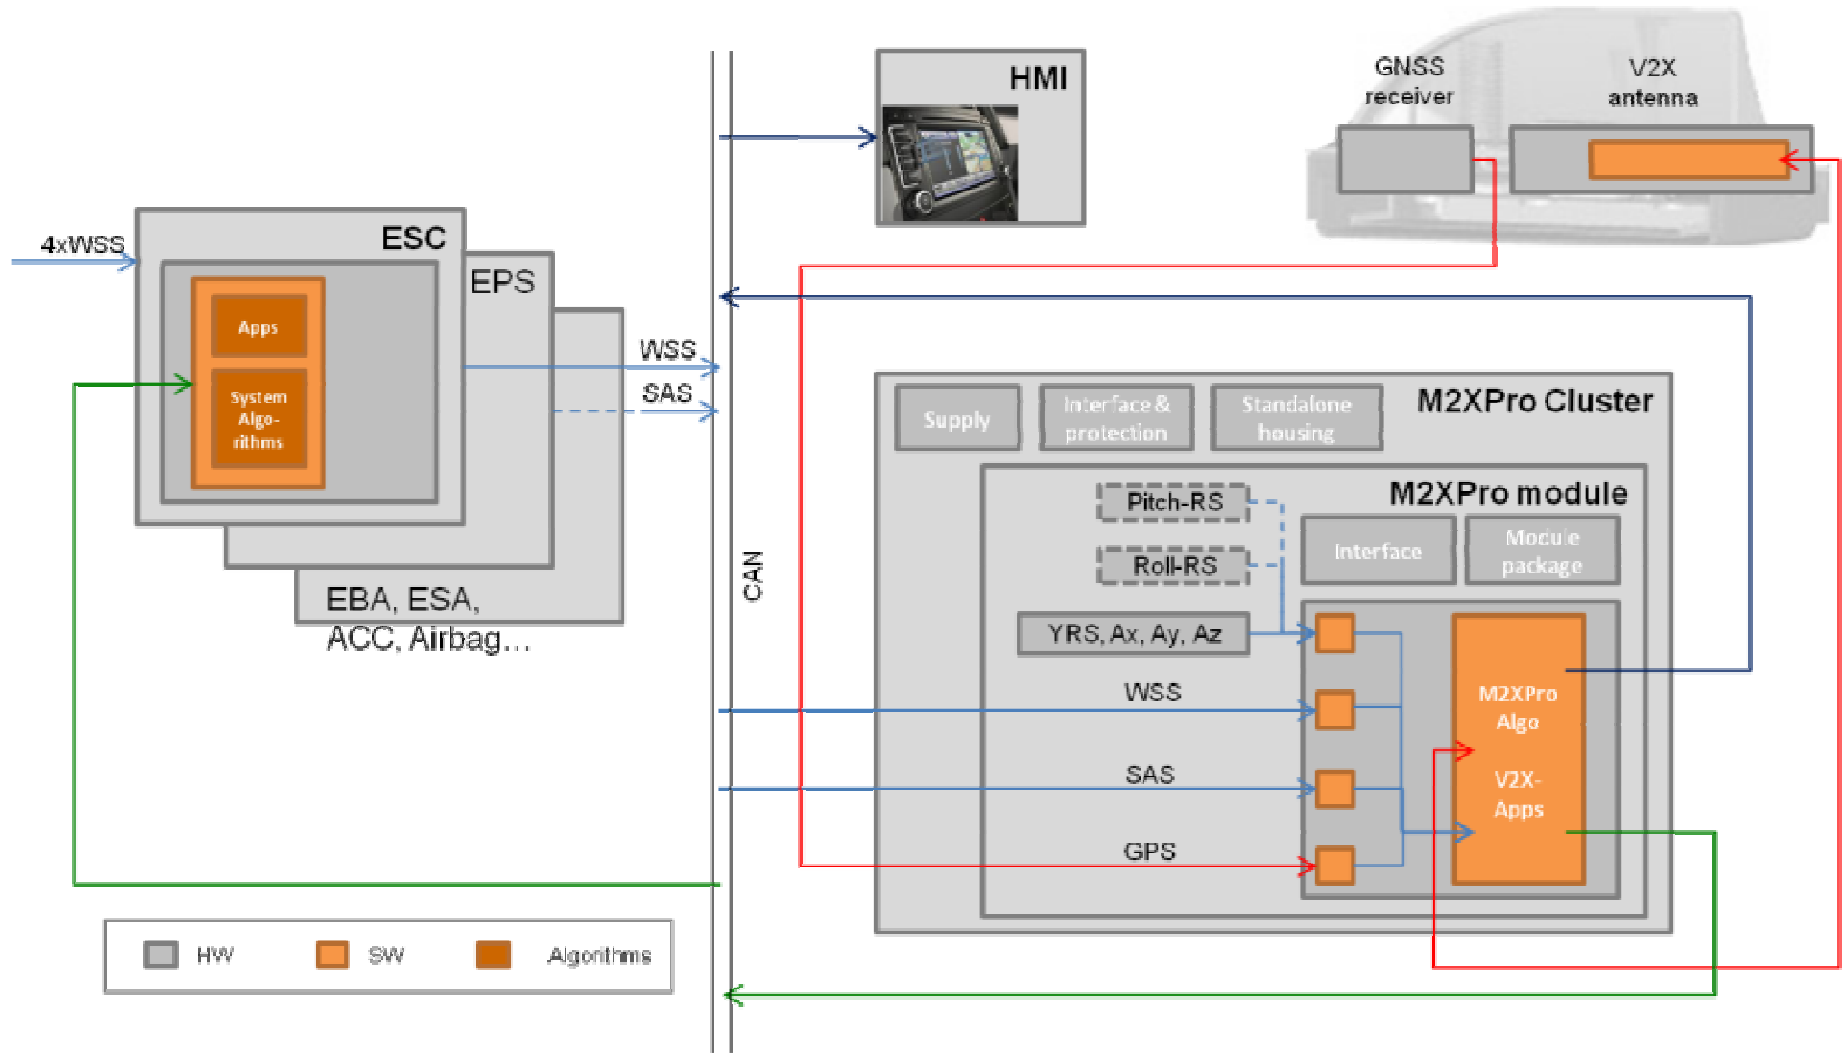 HMI
GNSS
receiver
V2X
antenna
4xWSS
ESC
EPS
Apps
System
Algo-
rithms
WSS
SAS
EBA, ESA,
ACC, Airbag...
CAN
M2XPro Cluster
Supply
Interface &
protection
Standalone
housing
M2XPro module
Pitch-RS
Roll-RS
Interface
Module
package
YRS, Ax, Ay, Az
WSS
SAS
GPS
M2XPro
Algo
V2X-
Apps
HW
SW
Algorithms